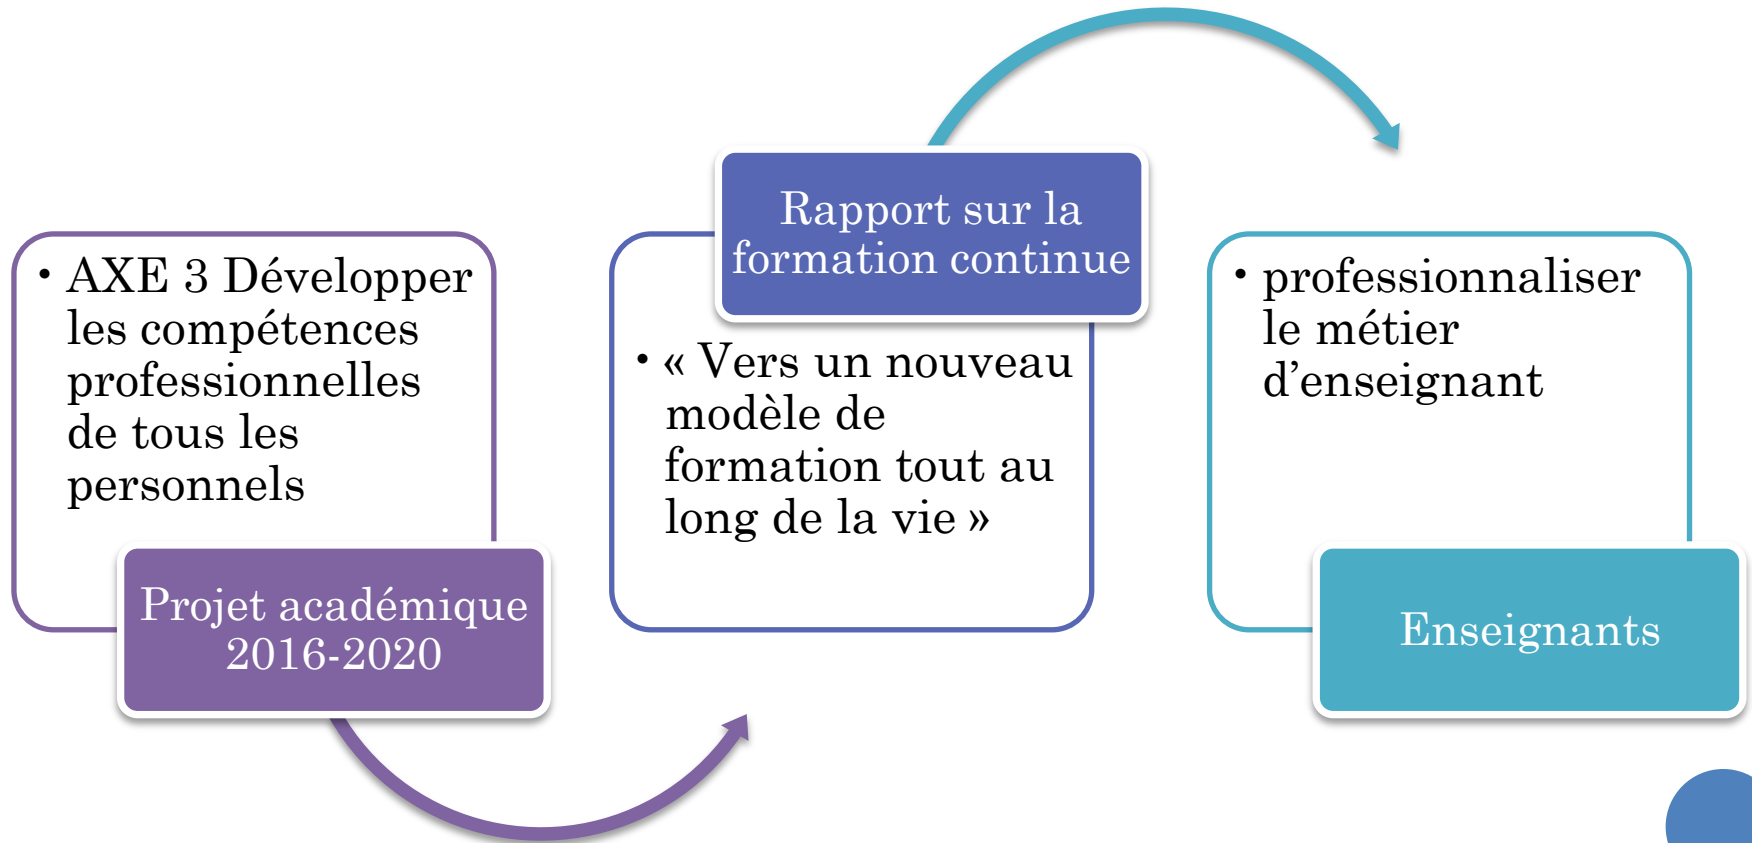 • AXE 3 Développer
les compétences
professionnelles
de tous les
personnels
Projet académique
2016-2020
Rapport sur la
formation continue
• « Vers un nouveau
modèle de
formation tout au
long de la vie »
• professionnaliser
le métier
d’enseignant
Enseignants